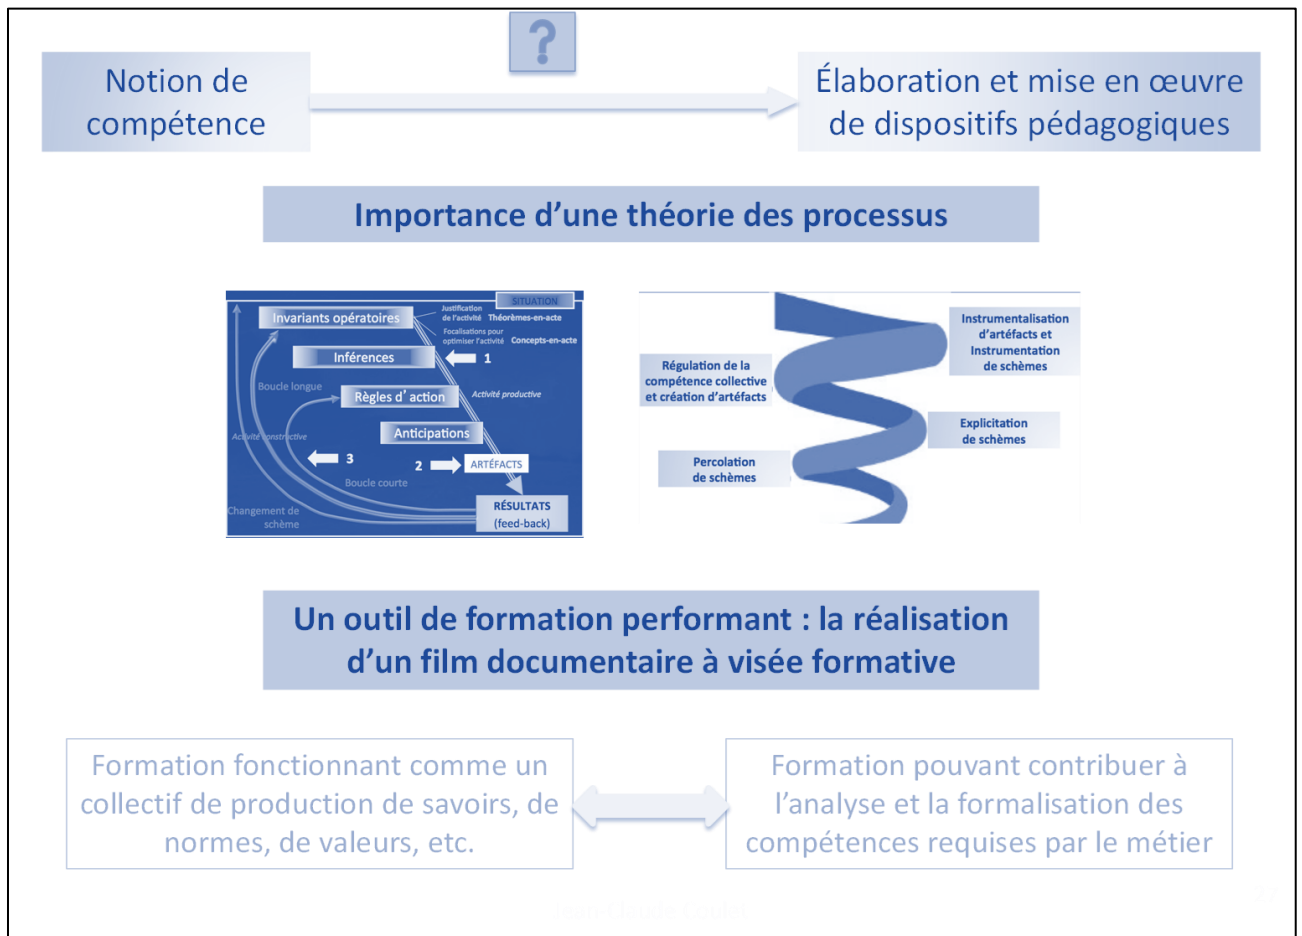 ?
Notion de
compétence
Élaboration et mise en œuvre
de dispositifs pédagogiques
Importance d’une théorie des processus
SITUATION
Invariants opératoires
Justification
de l’activité Théorèmes-en-acte
Focalisations pour
optimiser l’activité Concepts-en-acte
Inférences
1
Boucle longue
Règles d’ action
Activité productive
Activité constructive
Anticipations
3
2
ARTÉFACTS
Boucle courte
Changement de
schème
RÉSULTATS
(feed-back)
Instrumentalisation
d’artéfacts et
Instrumentation
de schèmes
Régulation de la
compétence collective
et création d’artéfacts
Explicitation
de schèmes
Percolation
de schèmes
Un outil de formation performant : la réalisation
d’un film documentaire à visée formative
Formation fonctionnant comme un
collectif de production de savoirs, de
normes, de valeurs, etc.
Formation pouvant contribuer à
l’analyse et la formalisation des
compétences requises par le métier